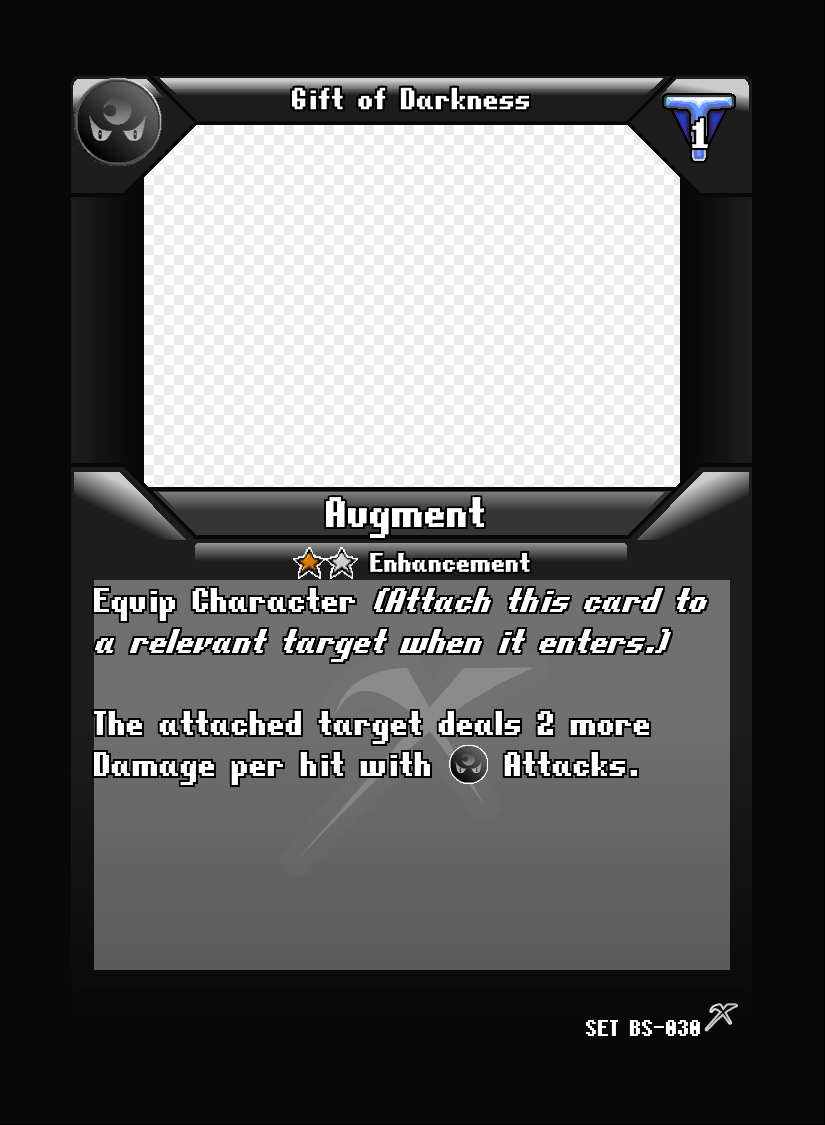 Gift of Darkness
1
Augment
Enhancement
Equip Character (Attach this card to
a relevant target when it enters.)
The attached target deals 2 more
Damage per hit with Attacks.
SET BS-030